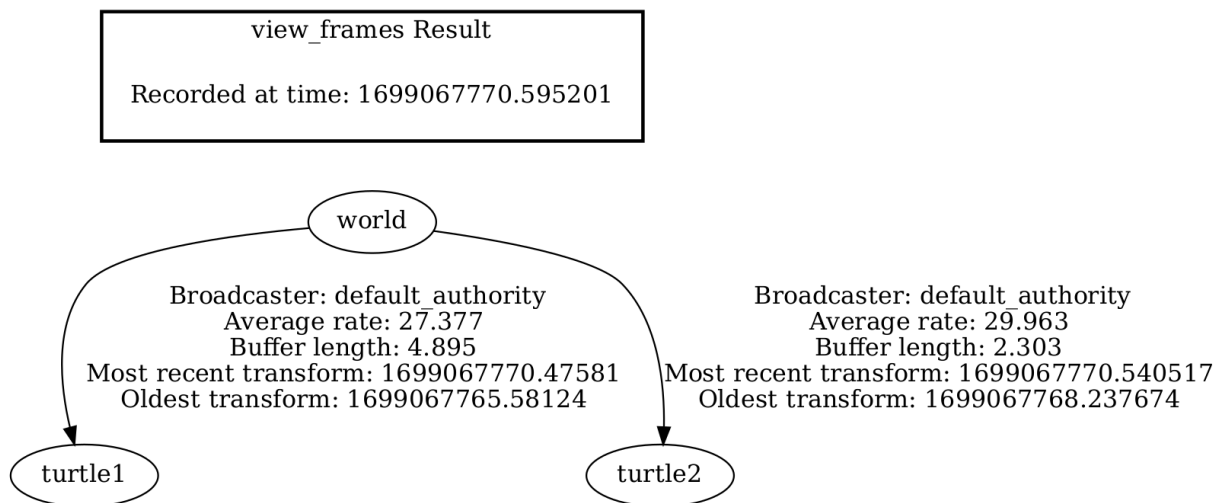 view_frames Result
Recorded at time: 1699067770.595201
world
Broadcaster: default_authority
Average rate: 27.377
Buffer length: 4.895
Most recent transform: 1699067770.47581
Oldest transform: 1699067765.58124
Broadcaster: default_authority
Average rate: 29.963
Buffer length: 2.303
Most recent transform: 1699067770.540517
Oldest transform: 1699067768.237674
turtle1
turtle2